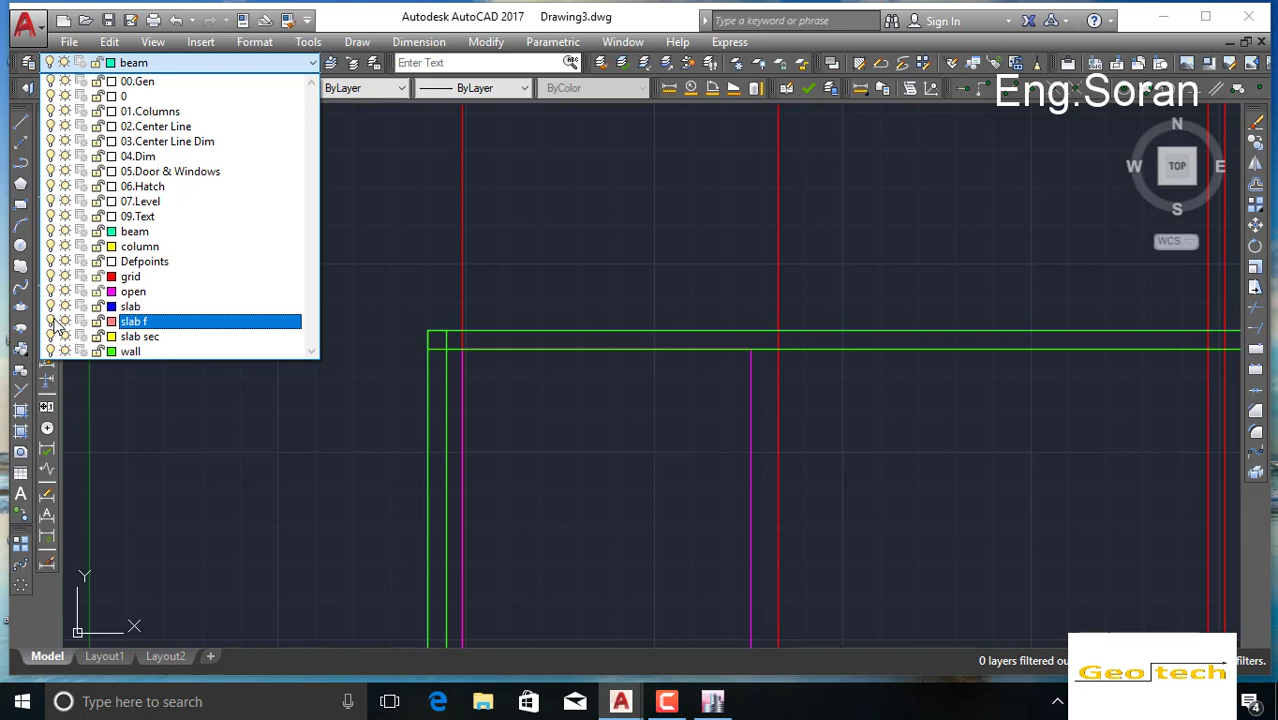 Autodesk AutoCAD 2017 Drawing3.dwg
Type a keyword or phrase
Sign In
File Edit View Insert Format Tools Draw Dimension Modify Parametric Window Help Express
beam
Enter Text
ByLayer
ByLayer
ByColor
Eng.Soran
00.Gen
0
01.Columns
02.Center Line
03.Center Line Dim
04.Dim
05.Door & Windows
06.Hatch
07.Level
09.Text
beam
column
Defpoints
grid
open
slab
slab f
slab sec
wall
N
W TOP E
S
WCS
Y
X
Model Layout1 Layout2
0 layers filtered
filters.
Geotech
Type here to search
4